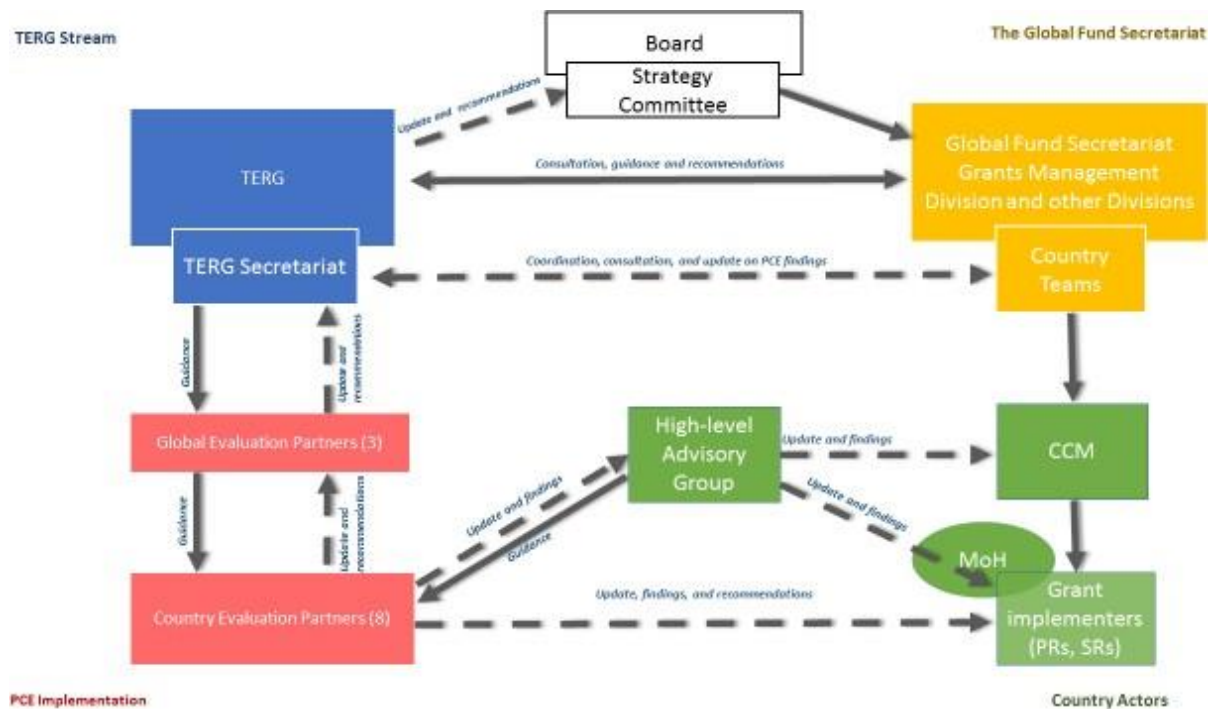 TERG Stream
The Global Fund Secretariat
Board
Strategy
Committee
Update and recommendations
TERG
Consultation, guidance and recommendations
Global Fund Secretariat
Grants Management
Division and other Divisions
TERG Secretariat
Coordination, consultation, and update on PCE findings
Country
Teams
Guidance
Update and
recommendations
Global Evaluation Partners (3)
High-level
Advisory
Group
Update and findings
CCM
Guidance
Update and
recommendations
Update and findings
Guidance
Update and findings
MoH
Country Evaluation Partners (8)
Update, findings, and recommendations
Grant
implementers
(PRs, SRs)
PCE Implementation
Country Actors